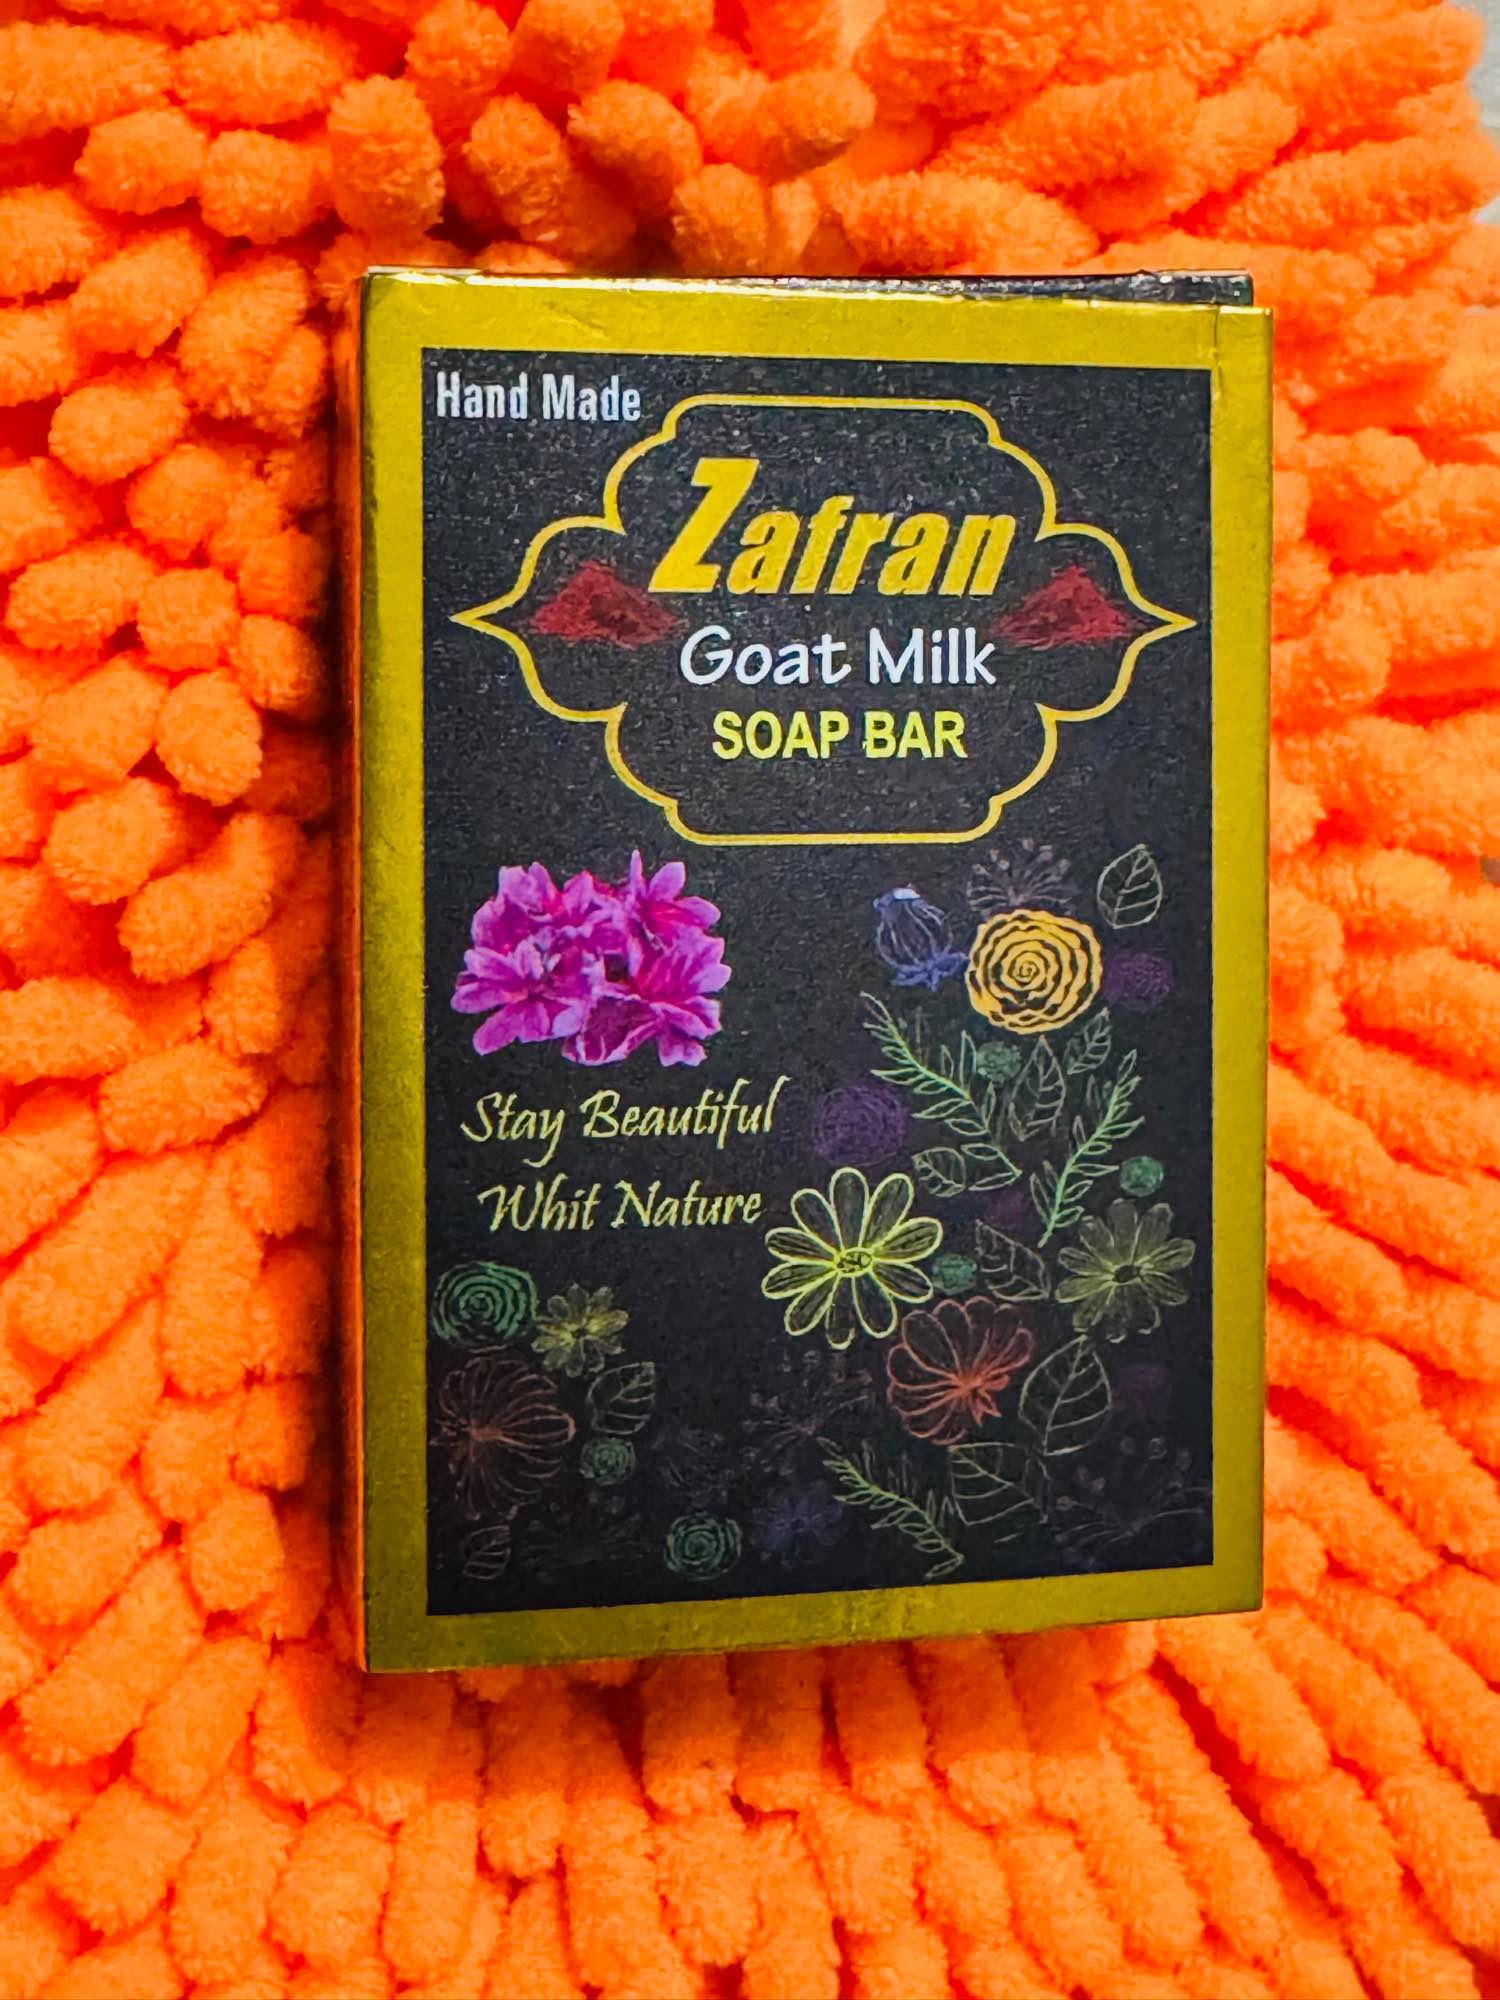 Hand Made
Zafran
Goat Milk
SOAP BAR
Stay Beautiful
Whit Nature